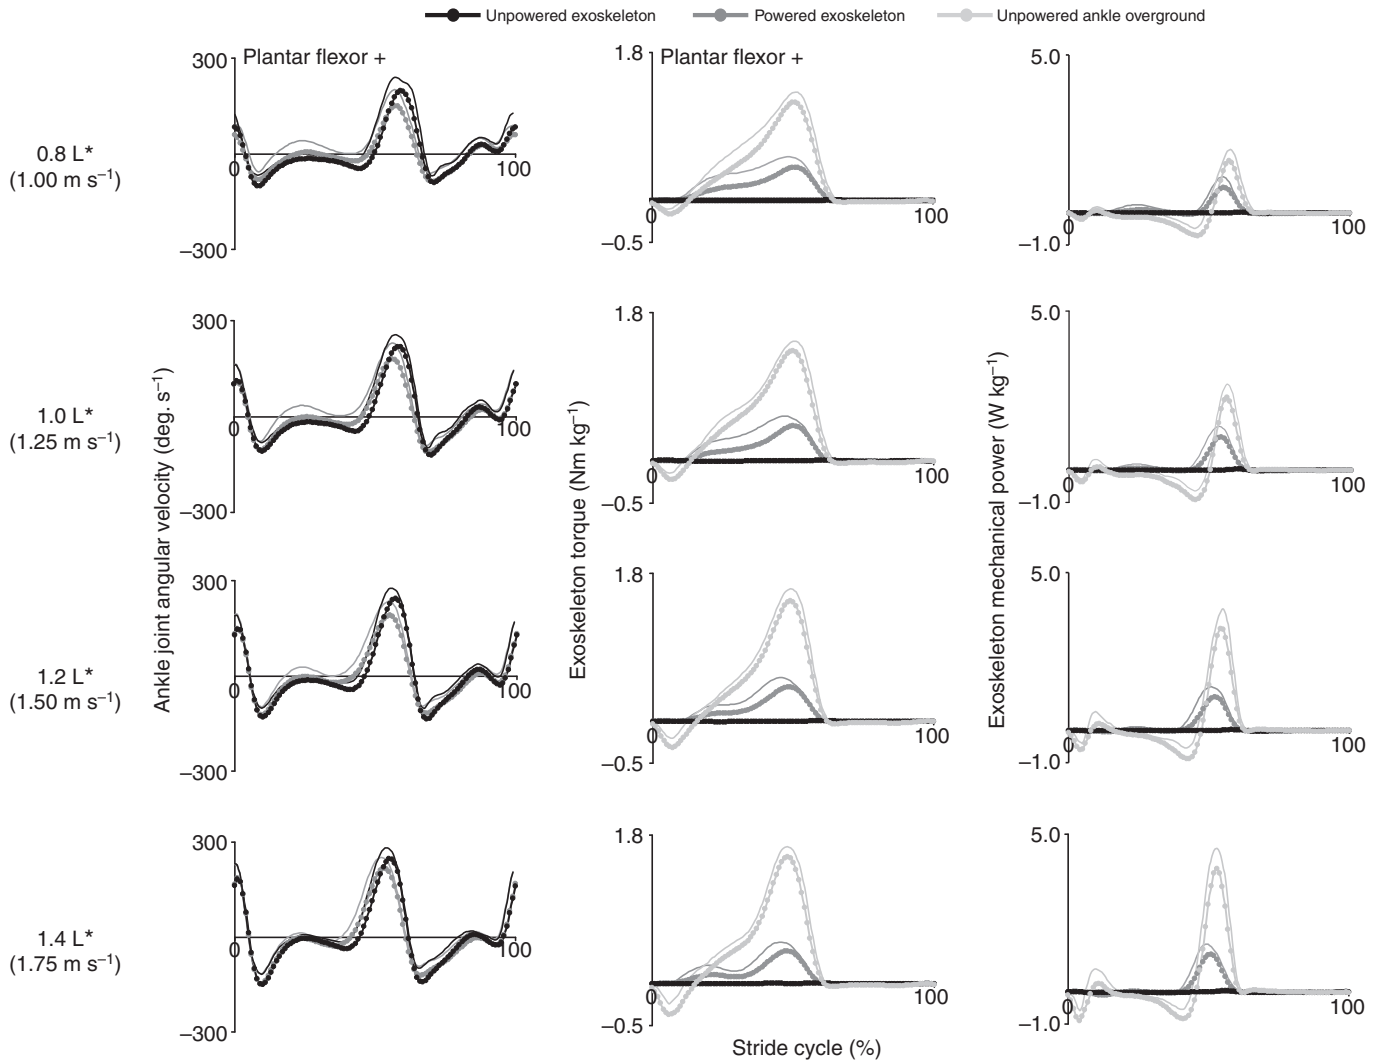 Unpowered exoskeleton Powered exoskeleton Unpowered ankle overground
Plantar flexor + Plantar flexor +
300 1.8 5.0
0.8 L*
(1.00 m s⁻¹)
0 100 0 100 0 100
–300 –0.5 –1.0
300 1.8 5.0
1.0 L*
(1.25 m s⁻¹)
0 100 0 100 0 100
–300 –0.5 –1.0
Ankle joint angular velocity (deg. s⁻¹)
Exoskeleton torque (Nm kg⁻¹)
Exoskeleton mechanical power (W kg⁻¹)
300 1.8 5.0
1.2 L*
(1.50 m s⁻¹)
0 100 0 100 0 100
–300 –0.5 –1.0
300 1.8 5.0
1.4 L*
(1.75 m s⁻¹)
0 100 0 100 0 100
–300 –0.5 –1.0
Stride cycle (%)